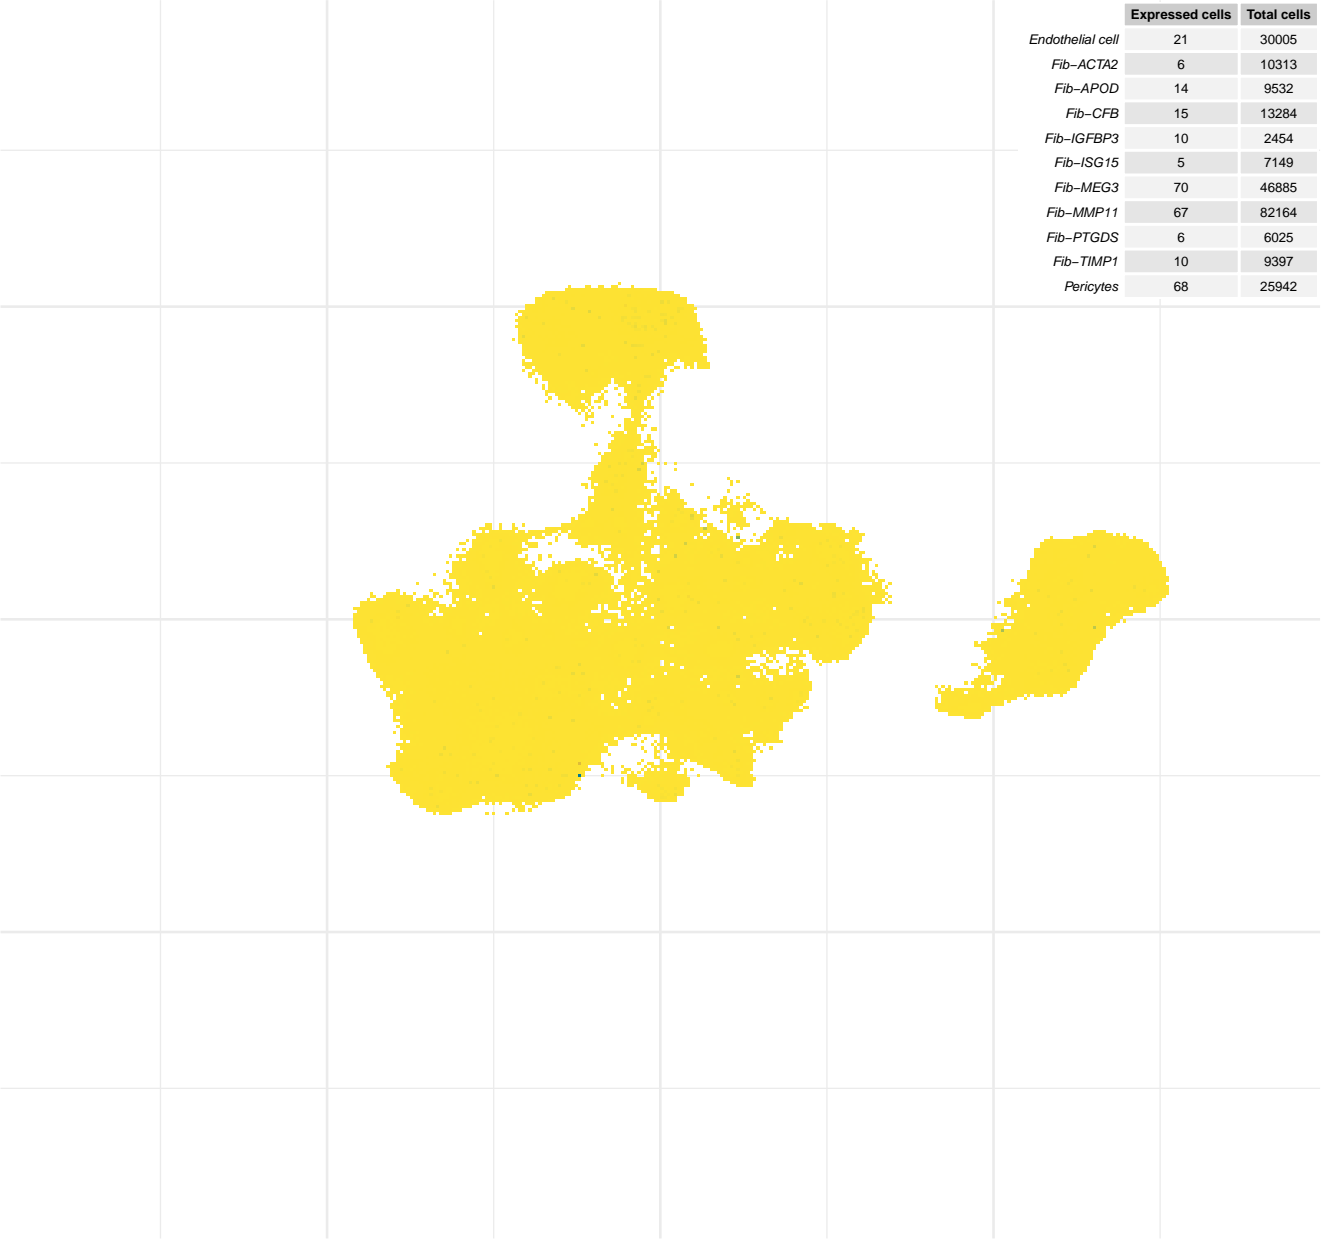 Expressed cells Total cells
Endothelial cell 21 30005
Fib−ACTA2 6 10313
Fib−APOD 14 9532
Fib−CFB 15 13284
Fib−IGFBP3 10 2454
Fib−ISG15 5 7149
Fib−MEG3 70 46885
Fib−MMP11 67 82164
Fib−PTGDS 6 6025
Fib−TIMP1 10 9397
Pericytes 68 25942